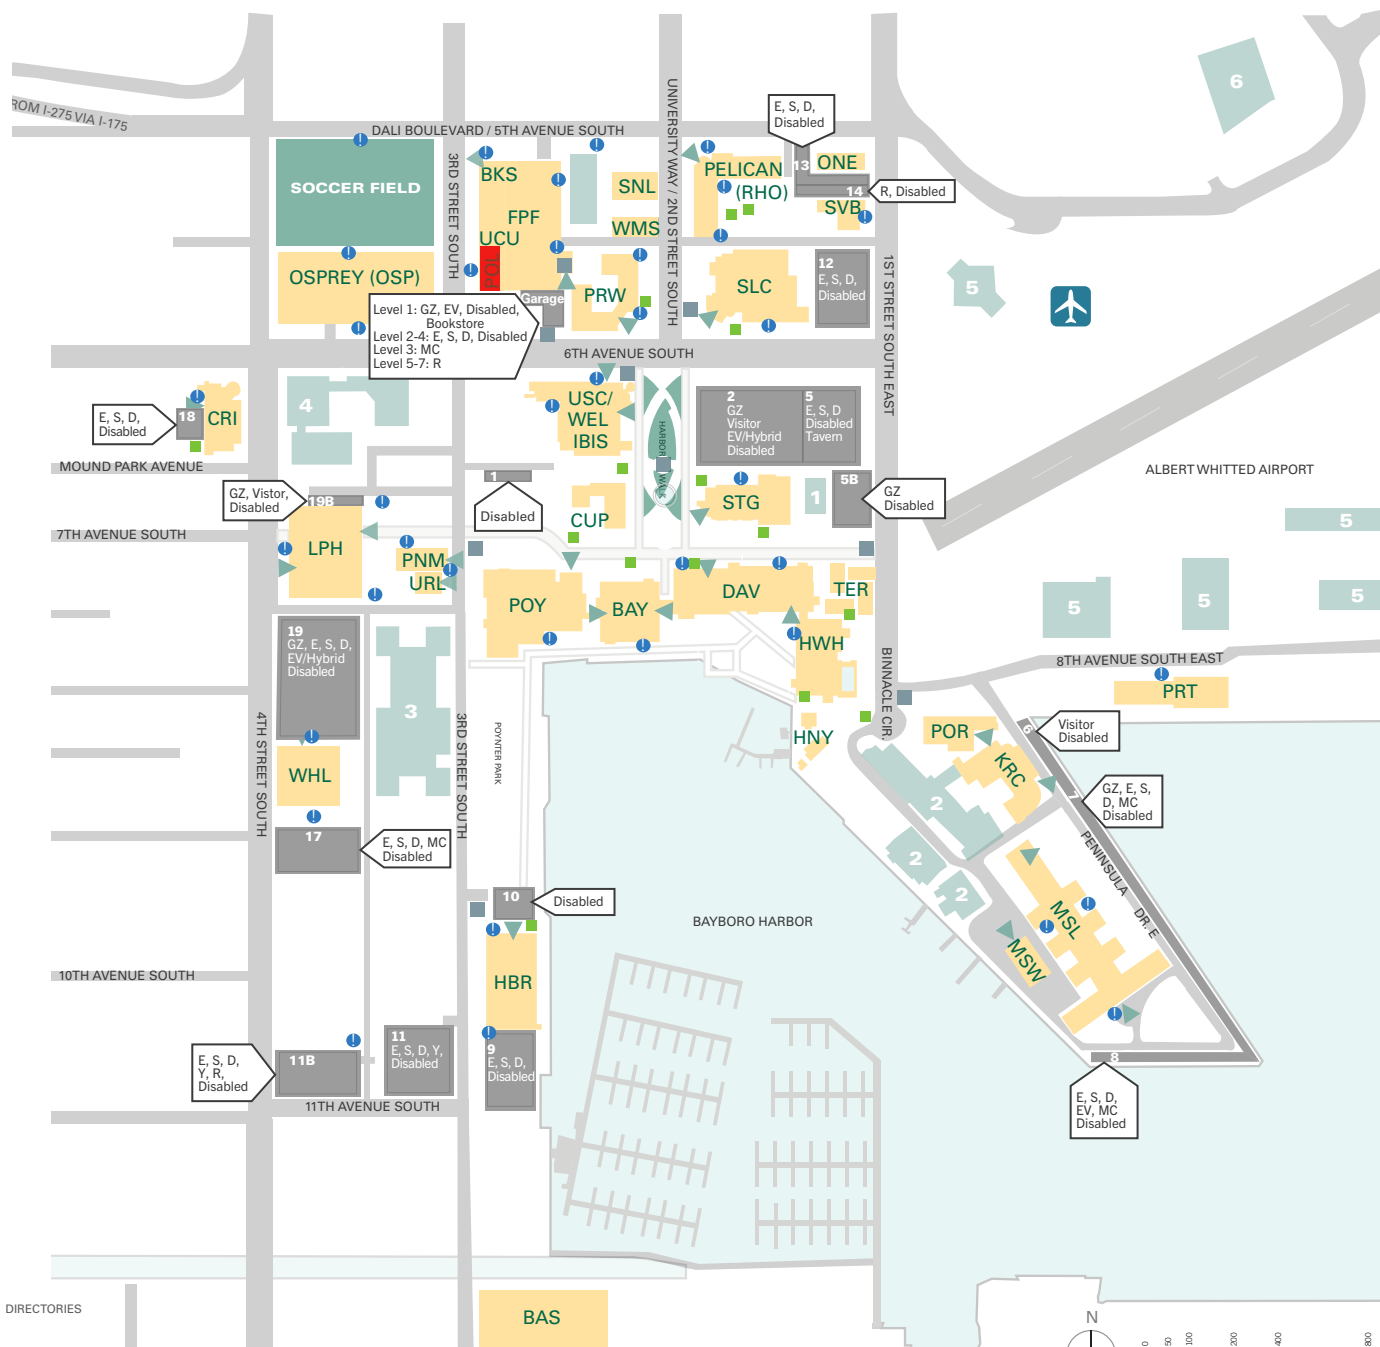 6
E, S, D,
Disabled
ROM I-275 VIA I-175
DALI BOULEVARD / 5TH AVENUE SOUTH
UNIVERSITY WAY / 2ND STREET SOUTH
3RD STREET SOUTH
SOCCER FIELD
BKS
FPF
UCU
POI
SNL
WMS
PELICAN
(RHO)
13
ONE
14
R, Disabled
SVB
OSPREY (OSP)
Garage
PRW
SLC
12
E, S, D,
Disabled
1ST STREET SOUTH EAST
5
Level 1: GZ, EV, Disabled,
Bookstore
Level 2-4: E, S, D, Disabled
Level 3: MC
Level 5-7: R
6TH AVENUE SOUTH
E, S, D,
Disabled
18
CRI
4
USC/
WEL
IBIS
HARBOR WALK
2
GZ
Visitor
EV/Hybrid
Disabled
5
E, S, D
Disabled
Tavern
MOUND PARK AVENUE
ALBERT WHITTED AIRPORT
GZ, Vistor,
Disabled
19B
1
Disabled
CUP
STG
1
5B
GZ
Disabled
5
7TH AVENUE SOUTH
LPH
PNM
URL
POY
BAY
DAV
TER
HWH
5
5
5
19
GZ, E, S, D,
EV/Hybrid
Disabled
3
8TH AVENUE SOUTH EAST
PRT
BINNACLE CIR.
4TH STREET SOUTH
3RD STREET SOUTH
POYNTER PARK
WHL
HNY
POR
KRC
6
Visitor
Disabled
7
GZ, E, S,
D, MC
Disabled
2
2
2
17
E, S, D, MC
Disabled
PENINSULA DR. E
10
Disabled
BAYBORO HARBOR
MSL
MSW
10TH AVENUE SOUTH
HBR
11
E, S, D, Y,
Disabled
9
E, S, D,
Disabled
11B
E, S, D,
Y, R,
Disabled
8
E, S, D,
EV, MC
Disabled
11TH AVENUE SOUTH
DIRECTORIES
BAS
N
0 50 100 200 400 800